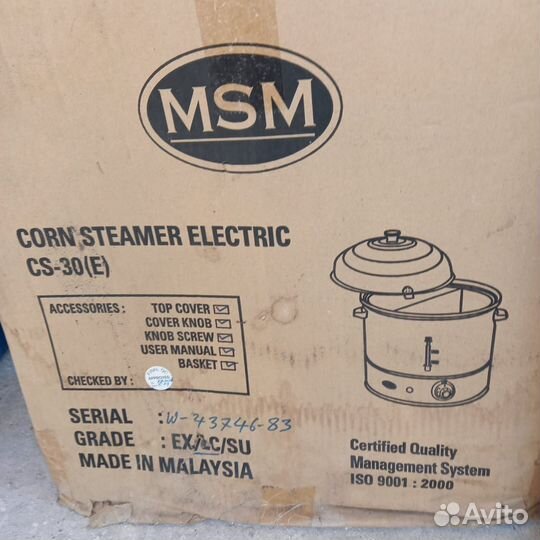 MSM
CORN STEAMER ELECTRIC
CS-30(E)
ACCESSORIES : TOP COVER
COVER KNOB
KNOB SCREW
USER MANUAL
BASKET
CHECKED BY :
APPROVED
SERIAL : W-43746-83
GRADE : EX/LC/SU
MADE IN MALAYSIA
Certified Quality
Management System
ISO 9001 : 2000
Avito